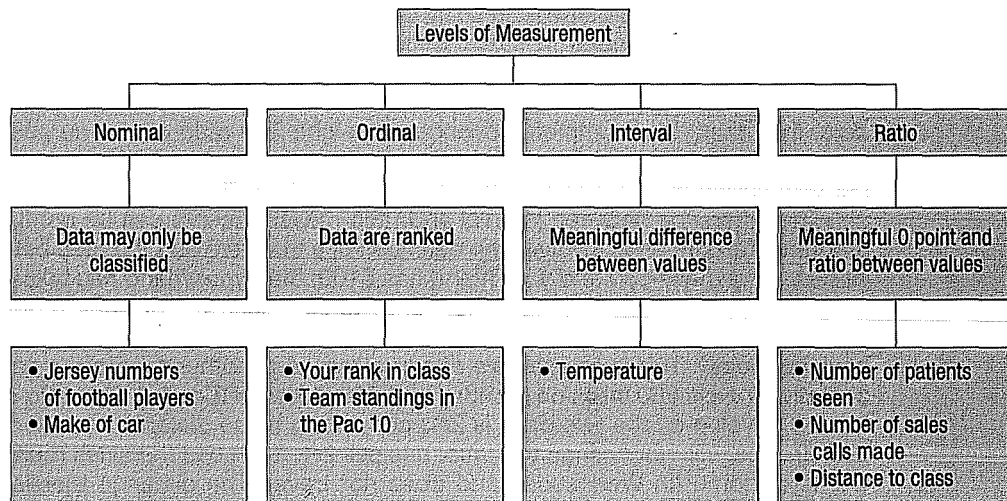 Levels of Measurement
Nominal
Ordinal
Interval
Ratio
Data may only be
classified
Data are ranked
Meaningful difference
between values
Meaningful 0 point and
ratio between values
• Jersey numbers
of football players
• Make of car
• Your rank in class
• Team standings in
the Pac 10
• Temperature
• Number of patients
seen
• Number of sales
calls made
• Distance to class